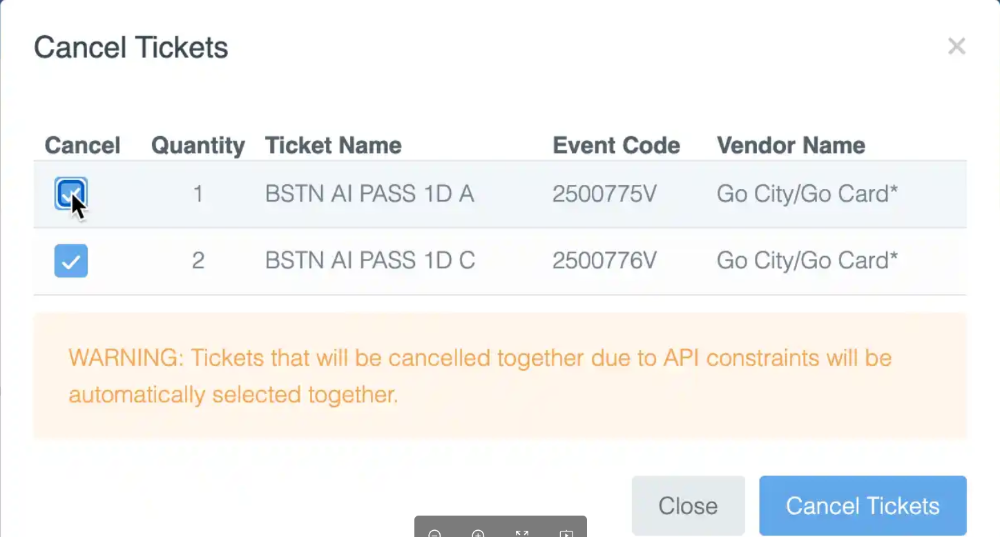 Cancel Tickets
Cancel Quantity Ticket Name Event Code Vendor Name
1 BSTN AI PASS 1D A 2500775V Go City/Go Card*
2 BSTN AI PASS 1D C 2500776V Go City/Go Card*
WARNING: Tickets that will be cancelled together due to API constraints will be
automatically selected together.
Close Cancel Tickets